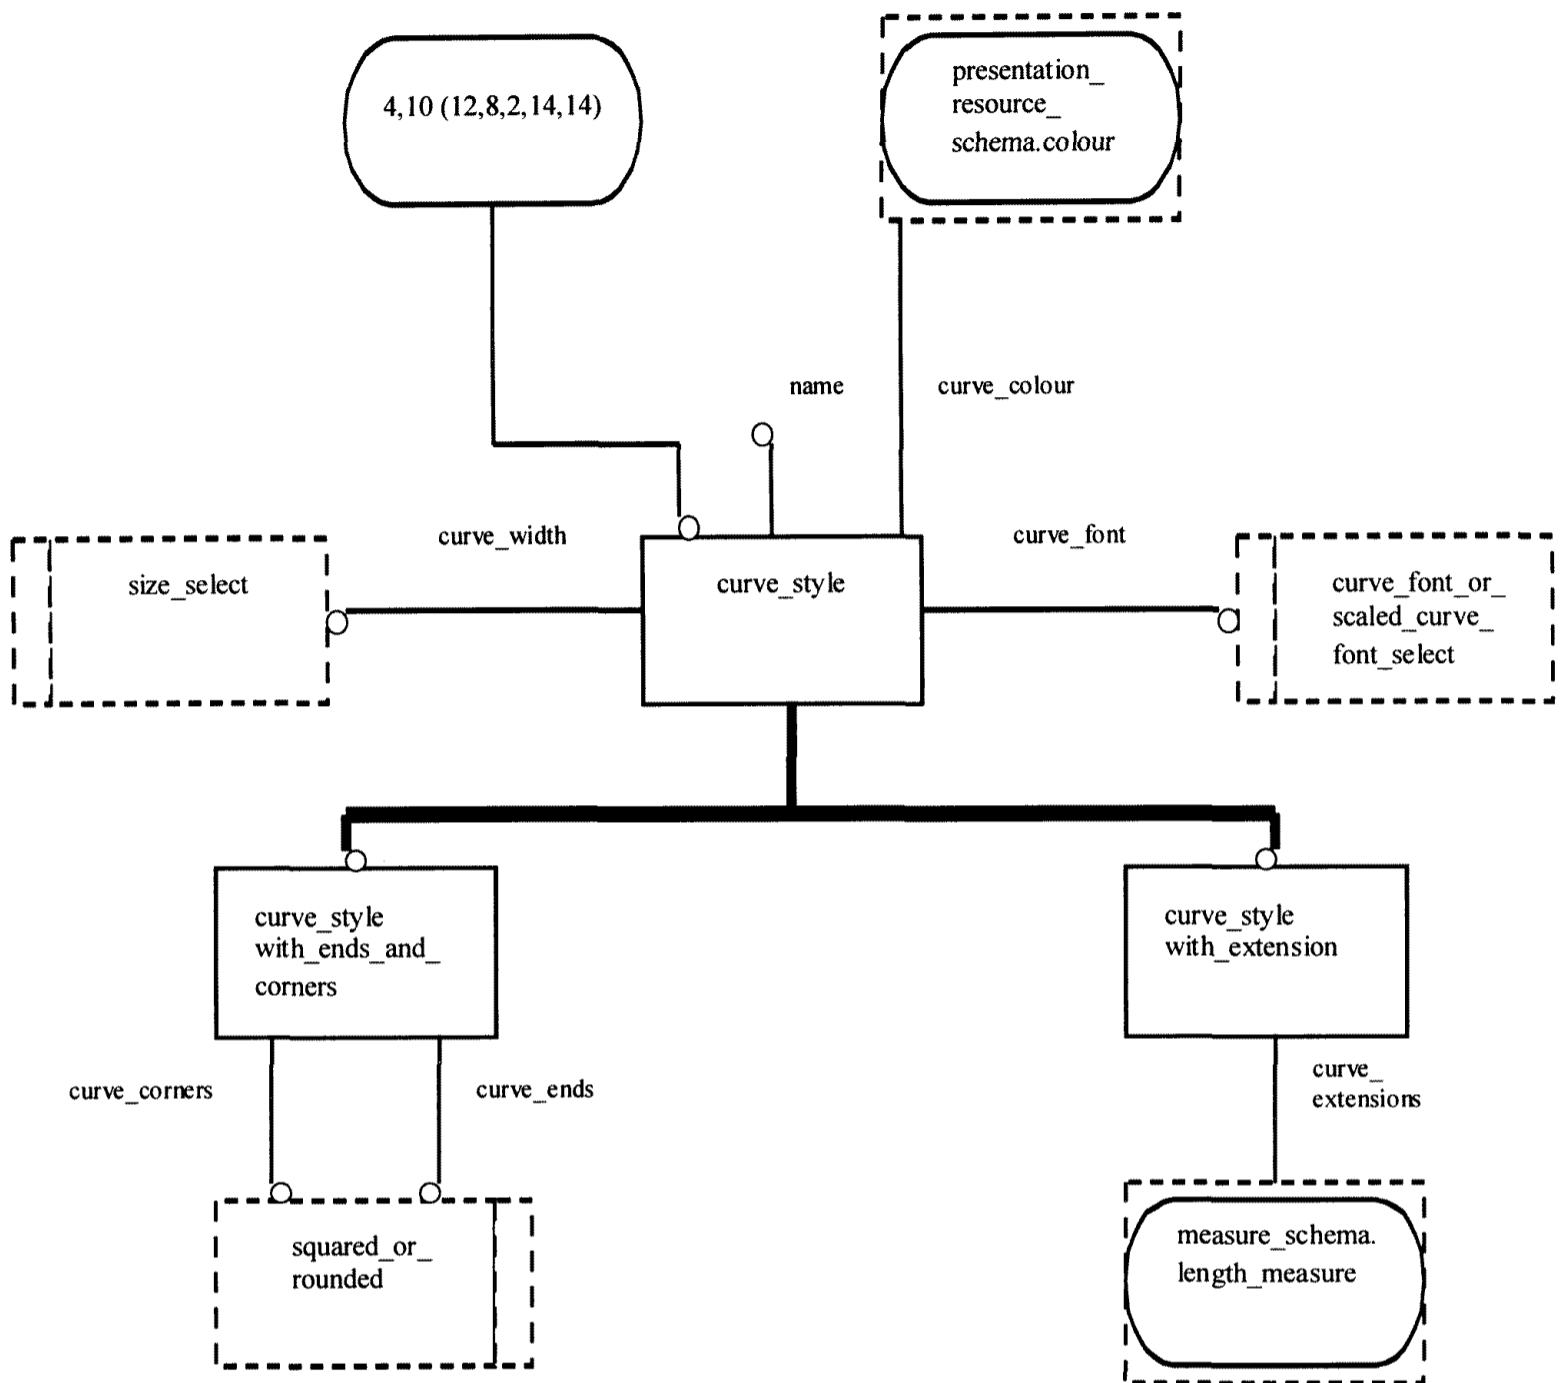 4,10 (12,8,2,14,14)
presentation_
resource_
schema.colour
name
curve_colour
curve_width
curve_font
size_select
curve_style
curve_font_or_
scaled_curve_
font_select
curve_style
with_ends_and_
corners
curve_style
with_extension
curve_corners
curve_ends
curve_
extensions
squared_or_
rounded
measure_schema.
length_measure